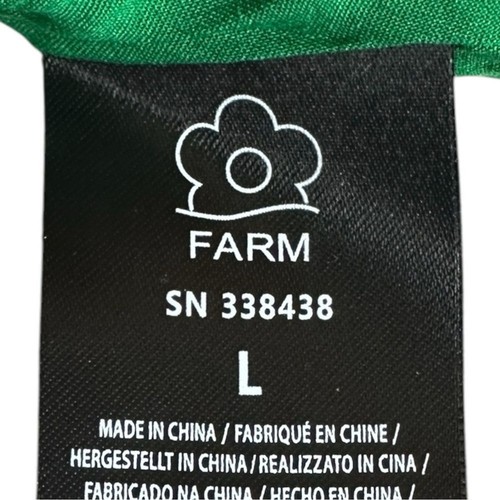 FARM
SN 338438
L
MADE IN CHINA / FABRIQUÉ EN CHINE /
HERGESTELLT IN CHINA / REALIZZATO IN CINA /
FABRICADO NA CHINA / HECHO EN CHINA /